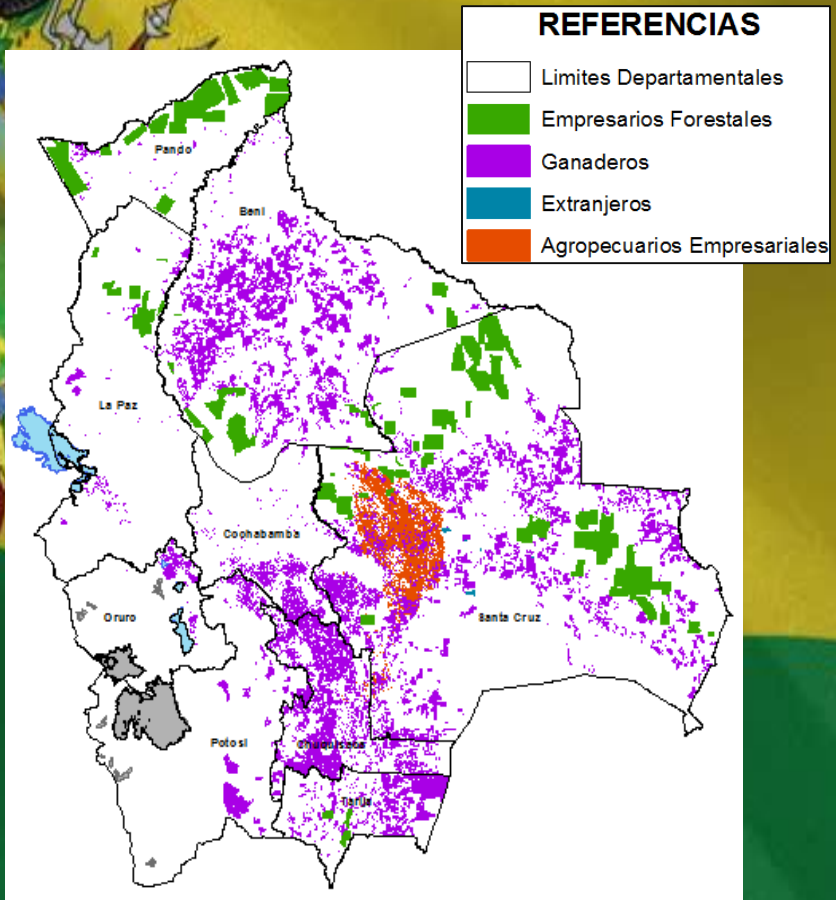 REFERENCIAS
Limites Departamentales
Empresarios Forestales
Ganaderos
Extranjeros
Agropecuarios Empresariales
Pando
Beni
La Paz
Cochabamba
Oruro
Santa Cruz
Potosi
Chuquisaca
Tarija